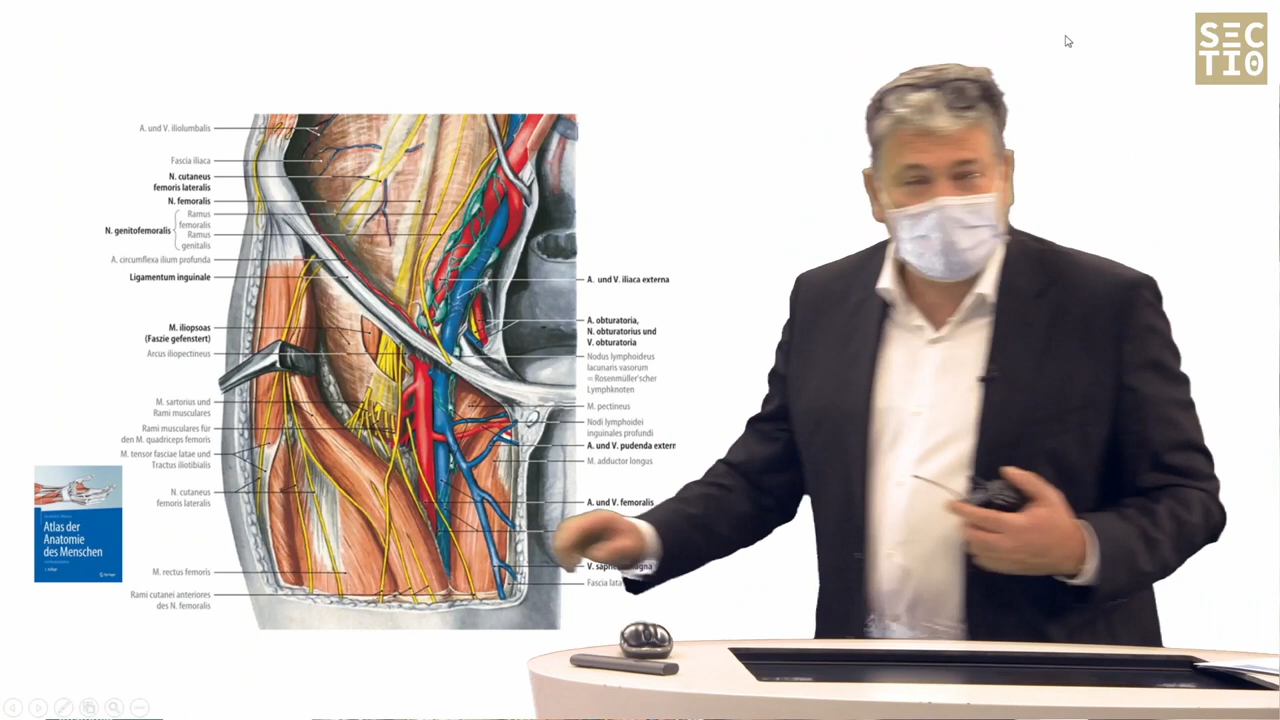 SEC
TIO
A. und V. iliolumbalis
Fascia iliaca
N. cutaneus
femoris lateralis
N. femoralis
N. genitofemoralis
Ramus
femoralis
Ramus
genitalis
A. circumflexa ilium profunda
Ligamentum inguinale
M. iliopsoas
(Faszie gefenstert)
Arcus iliopectineus
M. sartorius und
Rami musculares
Rami musculares für
den M. quadriceps femoris
M. tensor fasciae latae und
Tractus iliotibialis
N. cutaneus
femoris lateralis
M. rectus femoris
Rami cutanei anteriores
des N. femoralis
A. und V. iliaca externa
A. obturatoria,
N. obturatorius und
V. obturatoria
Nodus lymphoideus
lacunaris vasorum
= Rosenmüller'scher
Lymphknoten
M. pectineus
Nodi lymphoidei
inguinales profundi
A. und V. pudenda extern
M. adductor longus
A. und V. femoralis
V. saphena magna
Fascia lata
Atlas der
Anatomie
des Menschen
Springer